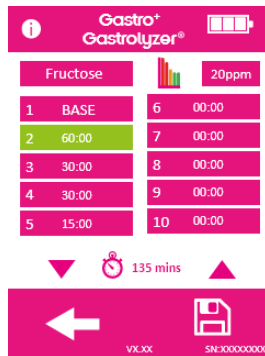 i
Gastro+
Gastrolyzer®
Fructose
20ppm
1 BASE
2 60:00
3 30:00
4 30:00
5 15:00
6 00:00
7 00:00
8 00:00
9 00:00
10 00:00
135 mins
VX.XX
SN:XXXXXXXXX